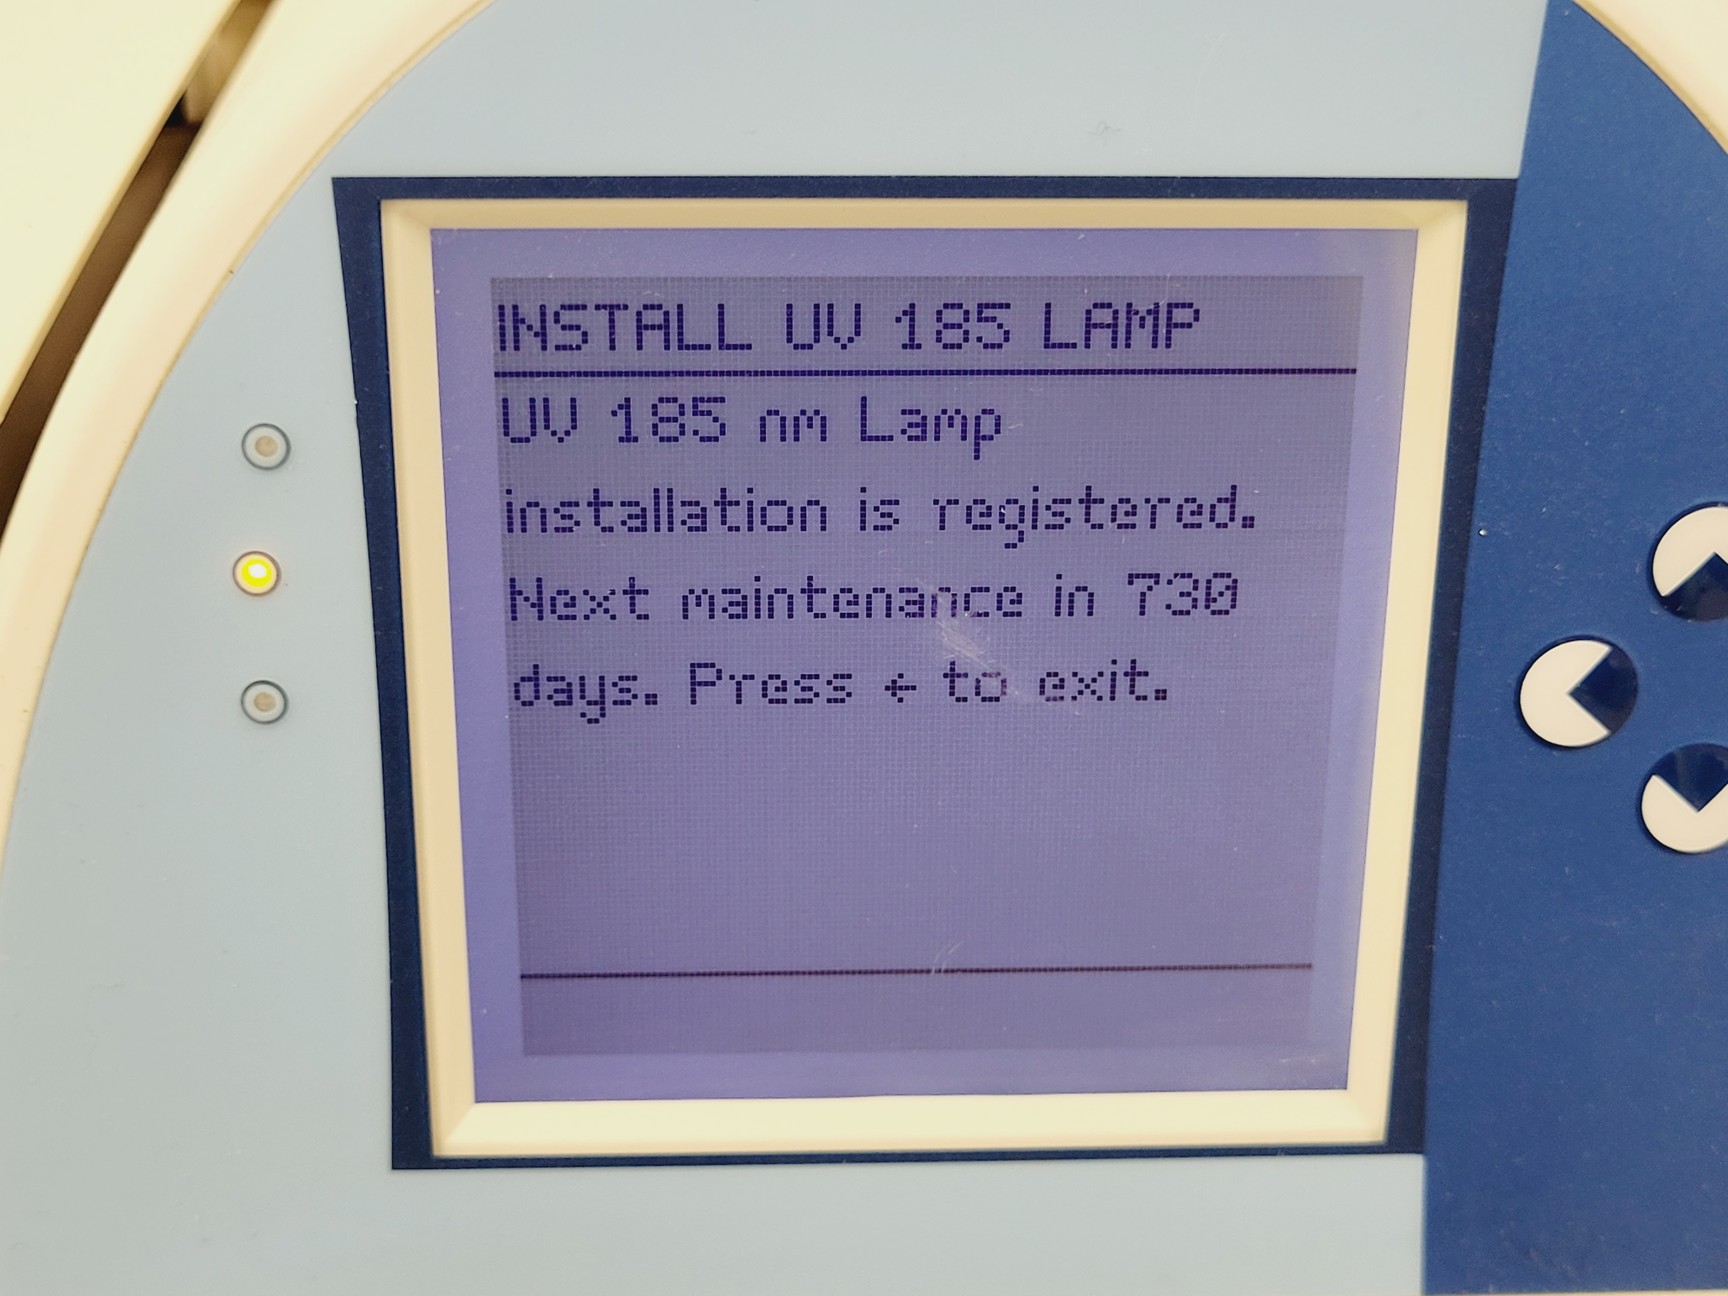 INSTALL UV 185 LAMP
UV 185 nm Lamp
installation is registered.
Next maintenance in 730
days. Press ← to exit.